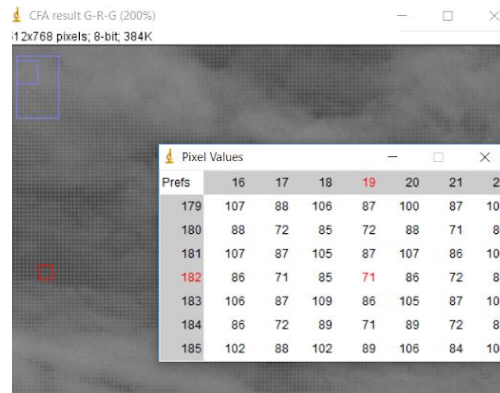 CFA result G-R-G (200%)
12x768 pixels; 8-bit; 384K
Pixel Values
Prefs 16 17 18 19 20 21
179 107 88 106 87 100 87
180 88 72 85 72 88 71
181 107 87 105 87 107 86
182 86 71 85 71 86 72
183 106 87 109 86 105 87
184 86 72 89 71 89 72
185 102 88 102 89 106 84